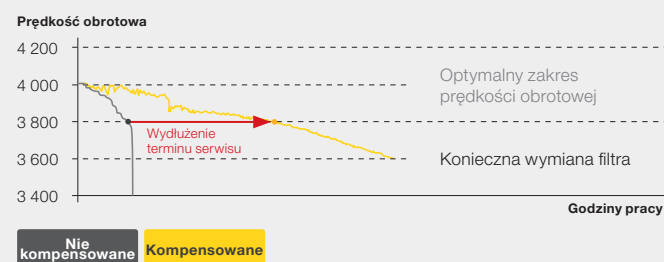 Prędkość obrotowa
4 200
4 000
3 800
3 600
3 400
Optymalny zakres
prędkości obrotowej
Wydłużenie
terminu serwisu
Konieczna wymiana filtra
Godziny pracy
Nie
kompensowane
Kompensowane